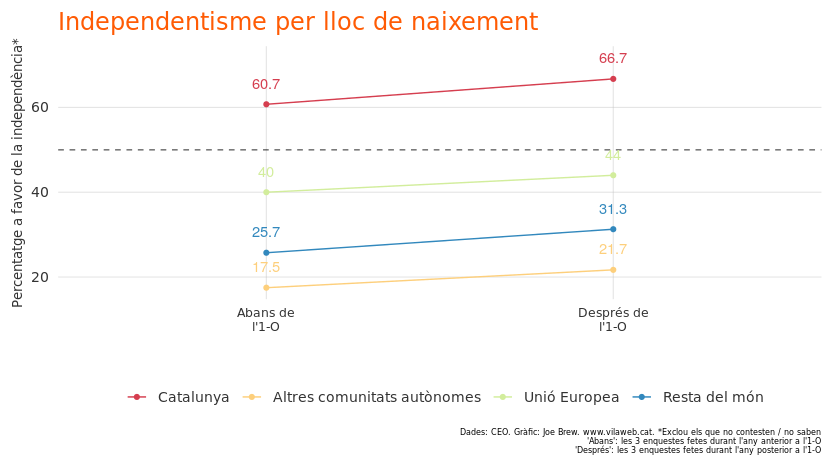 Independentisme per lloc de naixement
Percentatge a favor de la independència*
60
40
20
60.7
66.7
40
44
25.7
31.3
17.5
21.7
Abans de
l'1-O
Després de
l'1-O
Catalunya
Altres comunitats autònomes
Unió Europea
Resta del món
Dades: CEO. Gràfic: Joe Brew. www.vilaweb.cat. *Exclou els que no contesten / no saben
'Abans': les 3 enquestes fetes durant l'any anterior a l'1-O
'Després': les 3 enquestes fetes durant l'any posterior a l'1-O